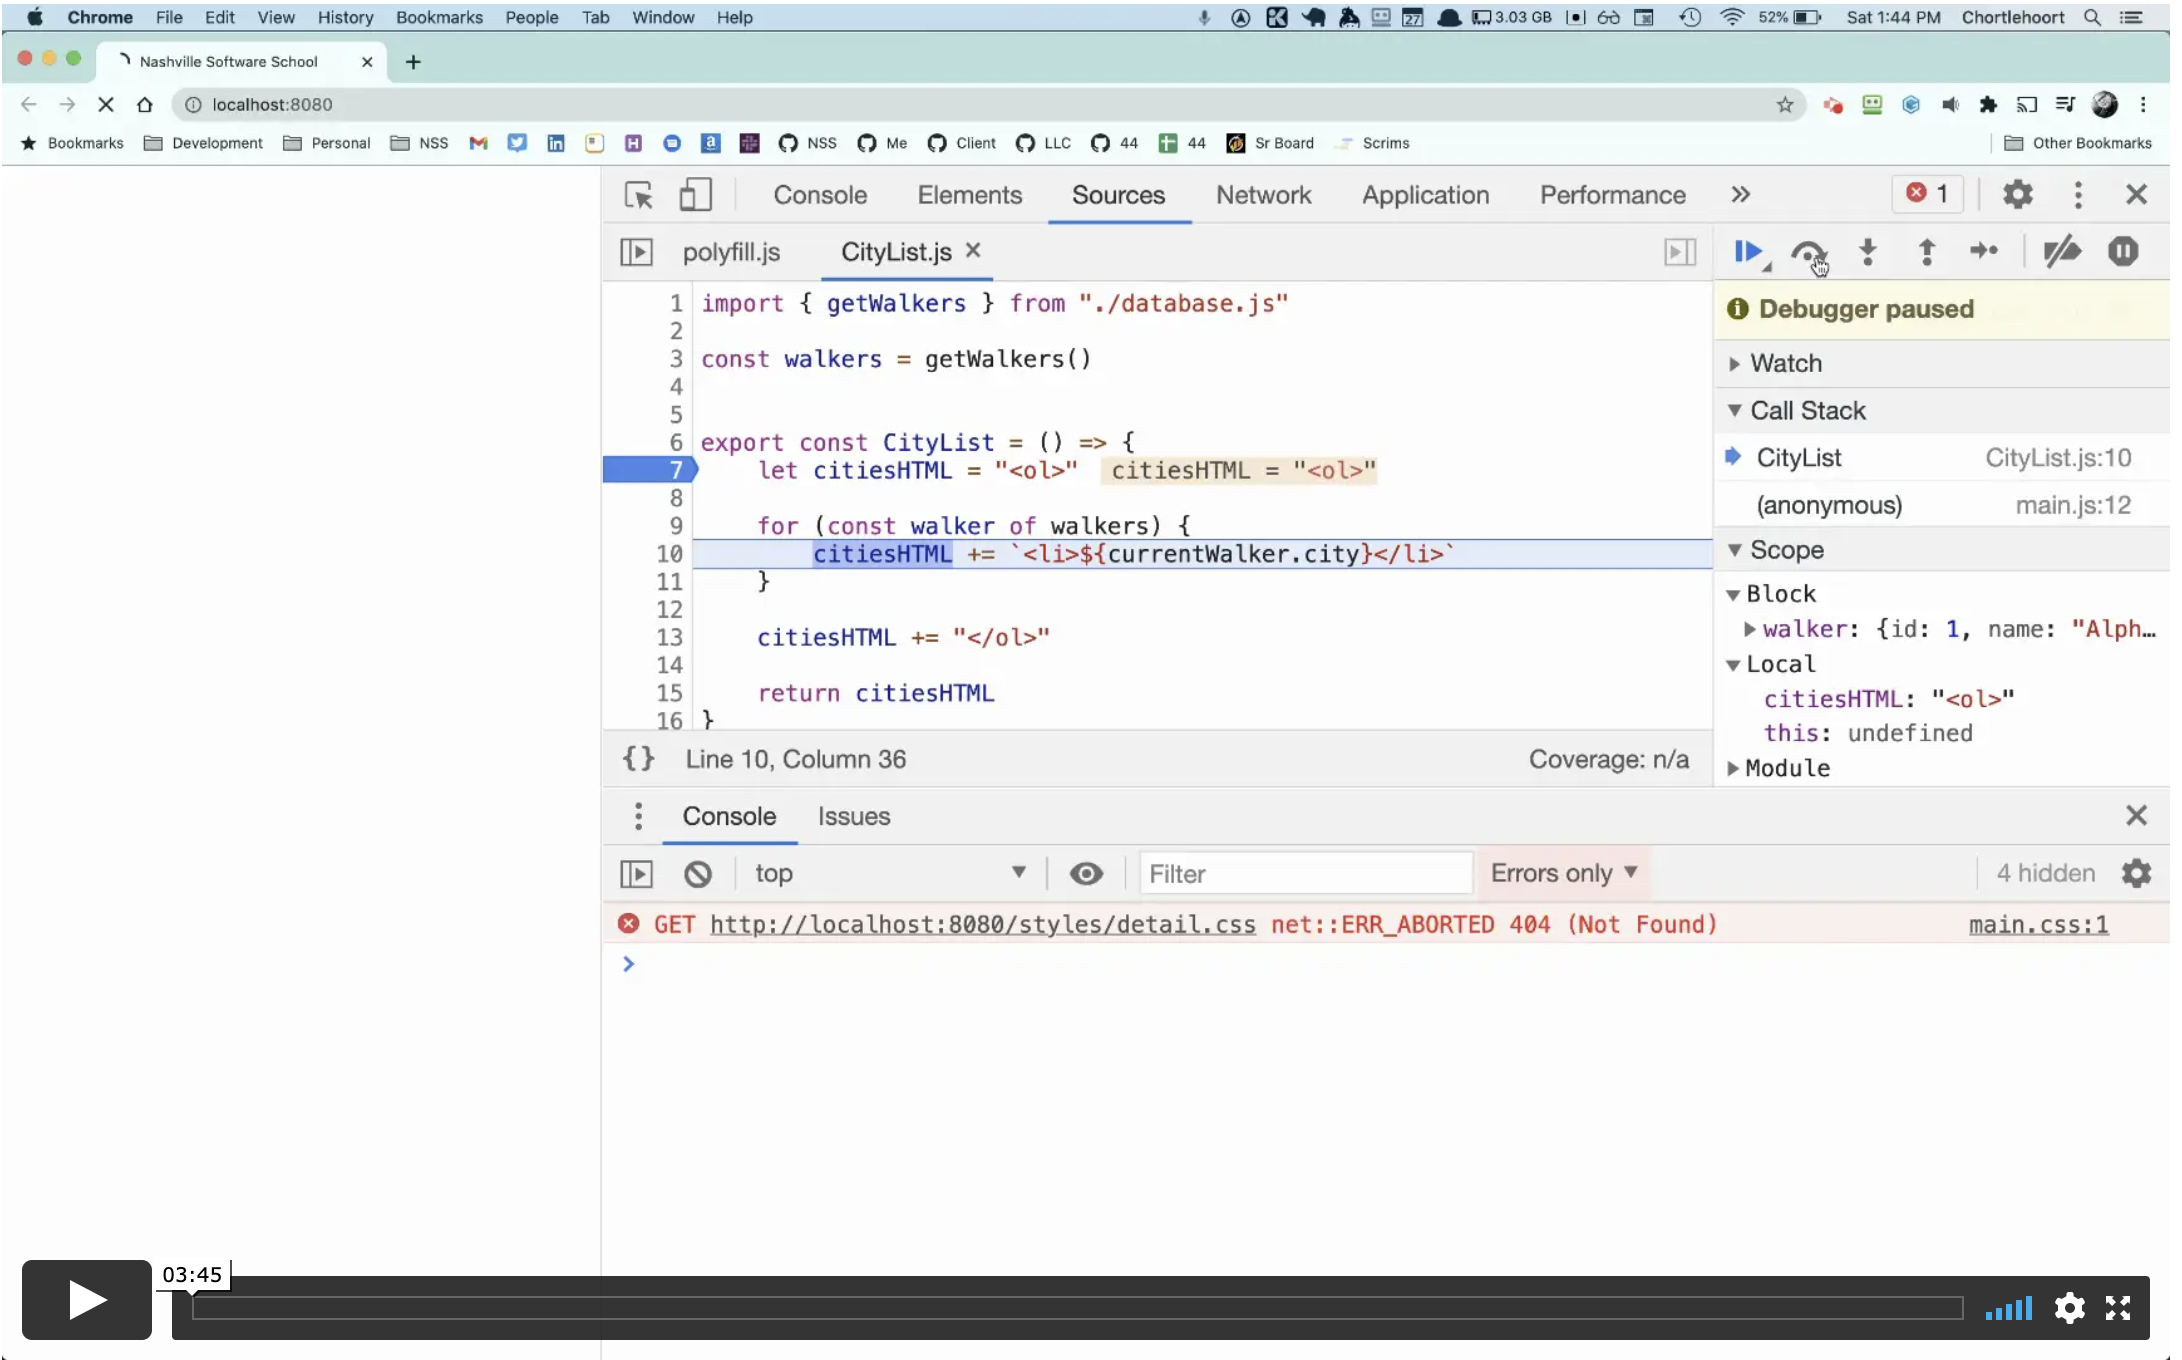 Chrome File Edit View History Bookmarks People Tab Window Help 27 3.03 GB 52% Sat 1:44 PM Chortlehoort
Nashville Software School
localhost:8080
Bookmarks Development Personal NSS NSS Me Client LLC 44 44 Sr Board Scrims Other Bookmarks
Console Elements Sources Network Application Performance » 1
polyfill.js CityList.js
1 import { getWalkers } from "./database.js"
2
3 const walkers = getWalkers()
4
5
6 export const CityList = () => {
7 let citiesHTML = "<ol>" citiesHTML = "<ol>"
8
9 for (const walker of walkers) {
10 citiesHTML += `<li>${currentWalker.city}</li>`
11 }
12
13 citiesHTML += "</ol>"
14
15 return citiesHTML
16 }
{} Line 10, Column 36 Coverage: n/a
Debugger paused
Watch
Call Stack
CityList CityList.js:10
(anonymous) main.js:12
Scope
Block
walker: {id: 1, name: "Alph…
Local
citiesHTML: "<ol>"
this: undefined
Module
Console Issues
top Filter Errors only 4 hidden
GET http://localhost:8080/styles/detail.css net::ERR_ABORTED 404 (Not Found) main.css:1
03:45